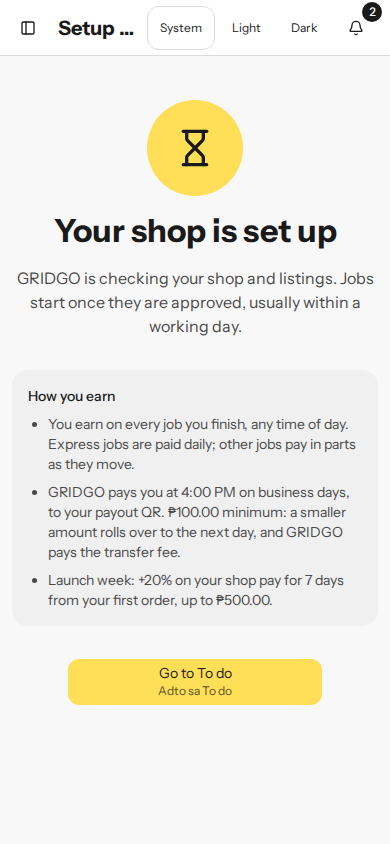 Setup ...
System
Light
Dark
2
Your shop is set up
GRIDGO is checking your shop and listings. Jobs
start once they are approved, usually within a
working day.
How you earn
• You earn on every job you finish, any time of day.
Express jobs are paid daily; other jobs pay in parts
as they move.
• GRIDGO pays you at 4:00 PM on business days,
to your payout QR. ₱100.00 minimum: a smaller
amount rolls over to the next day, and GRIDGO
pays the transfer fee.
• Launch week: +20% on your shop pay for 7 days
from your first order, up to ₱500.00.
Go to To do
Adto sa To do